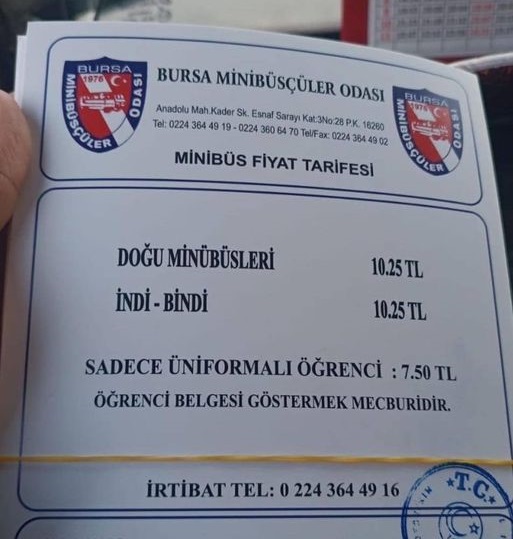 BURSA
1976
MİNİBÜSÇÜLER ODASI
BURSA MİNİBÜSÇÜLER ODASI
BURSA
MİNİBÜSÇÜLER ODASI
Anadolu Mah.Kader Sk. Esnaf Sarayı Kat:3No:28 P.K. 16260
Tel: 0224 364 49 19 - 0224 360 64 70 Tel/Fax: 0224 364 49 02
MİNİBÜS FİYAT TARİFESİ
DOĞU MİNÜBÜSLERİ 10.25 TL
İNDİ - BİNDİ 10.25 TL
SADECE ÜNİFORMALI ÖĞRENCİ : 7.50 TL
ÖĞRENCİ BELGESİ GÖSTERMEK MECBURİDİR.
İRTİBAT TEL: 0 224 364 49 16
T.C.